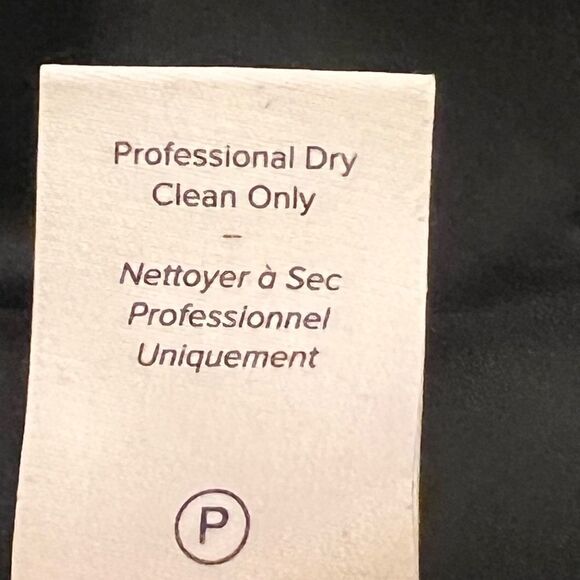 Professional Dry
Clean Only
–
Nettoyer à Sec
Professionnel
Uniquement
P